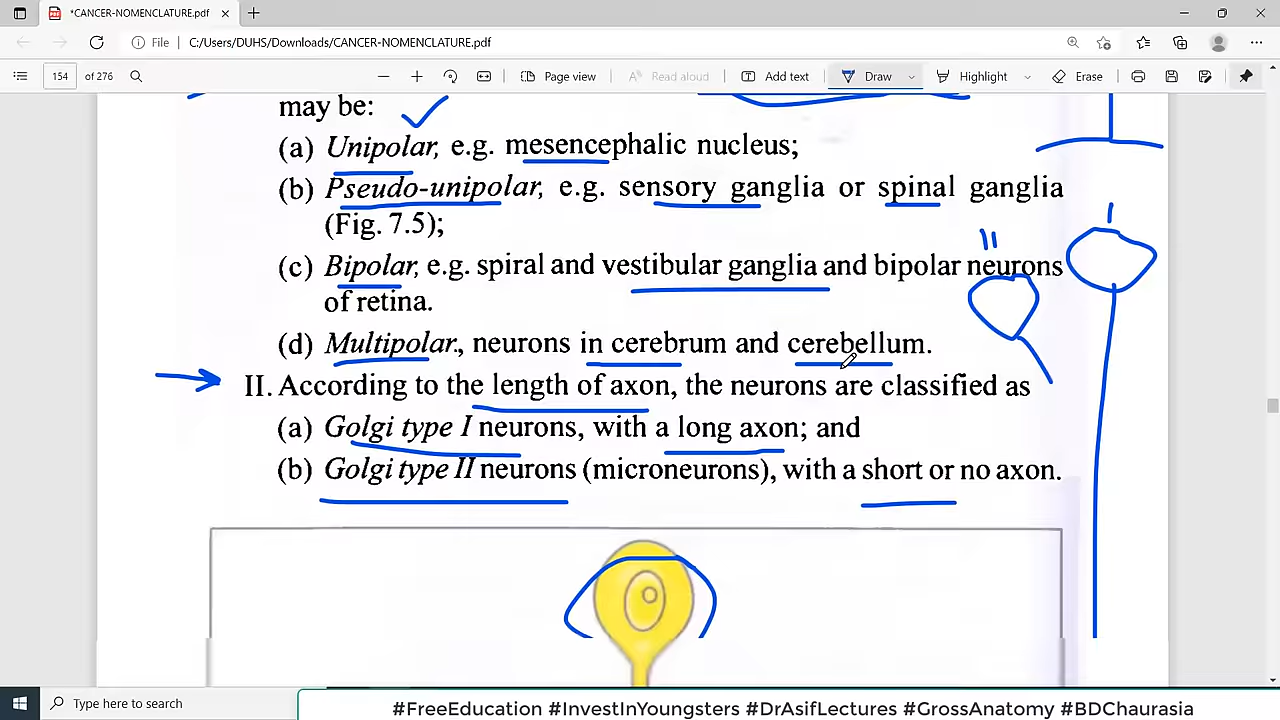 *CANCER-NOMENCLATURE.pdf
File C:/Users/DUHS/Downloads/CANCER-NOMENCLATURE.pdf
154 of 276 Page view Read aloud Add text Draw Highlight Erase
may be:
(a) Unipolar, e.g. mesencephalic nucleus;
(b) Pseudo-unipolar, e.g. sensory ganglia or spinal ganglia
(Fig. 7.5);
I
II
(c) Bipolar, e.g. spiral and vestibular ganglia and bipolar neurons
of retina.
(d) Multipolar., neurons in cerebrum and cerebellum.
II. According to the length of axon, the neurons are classified as
(a) Golgi type I neurons, with a long axon; and
(b) Golgi type II neurons (microneurons), with a short or no axon.
Type here to search
#FreeEducation #InvestInYoungsters #DrAsifLectures #GrossAnatomy #BDChaurasia